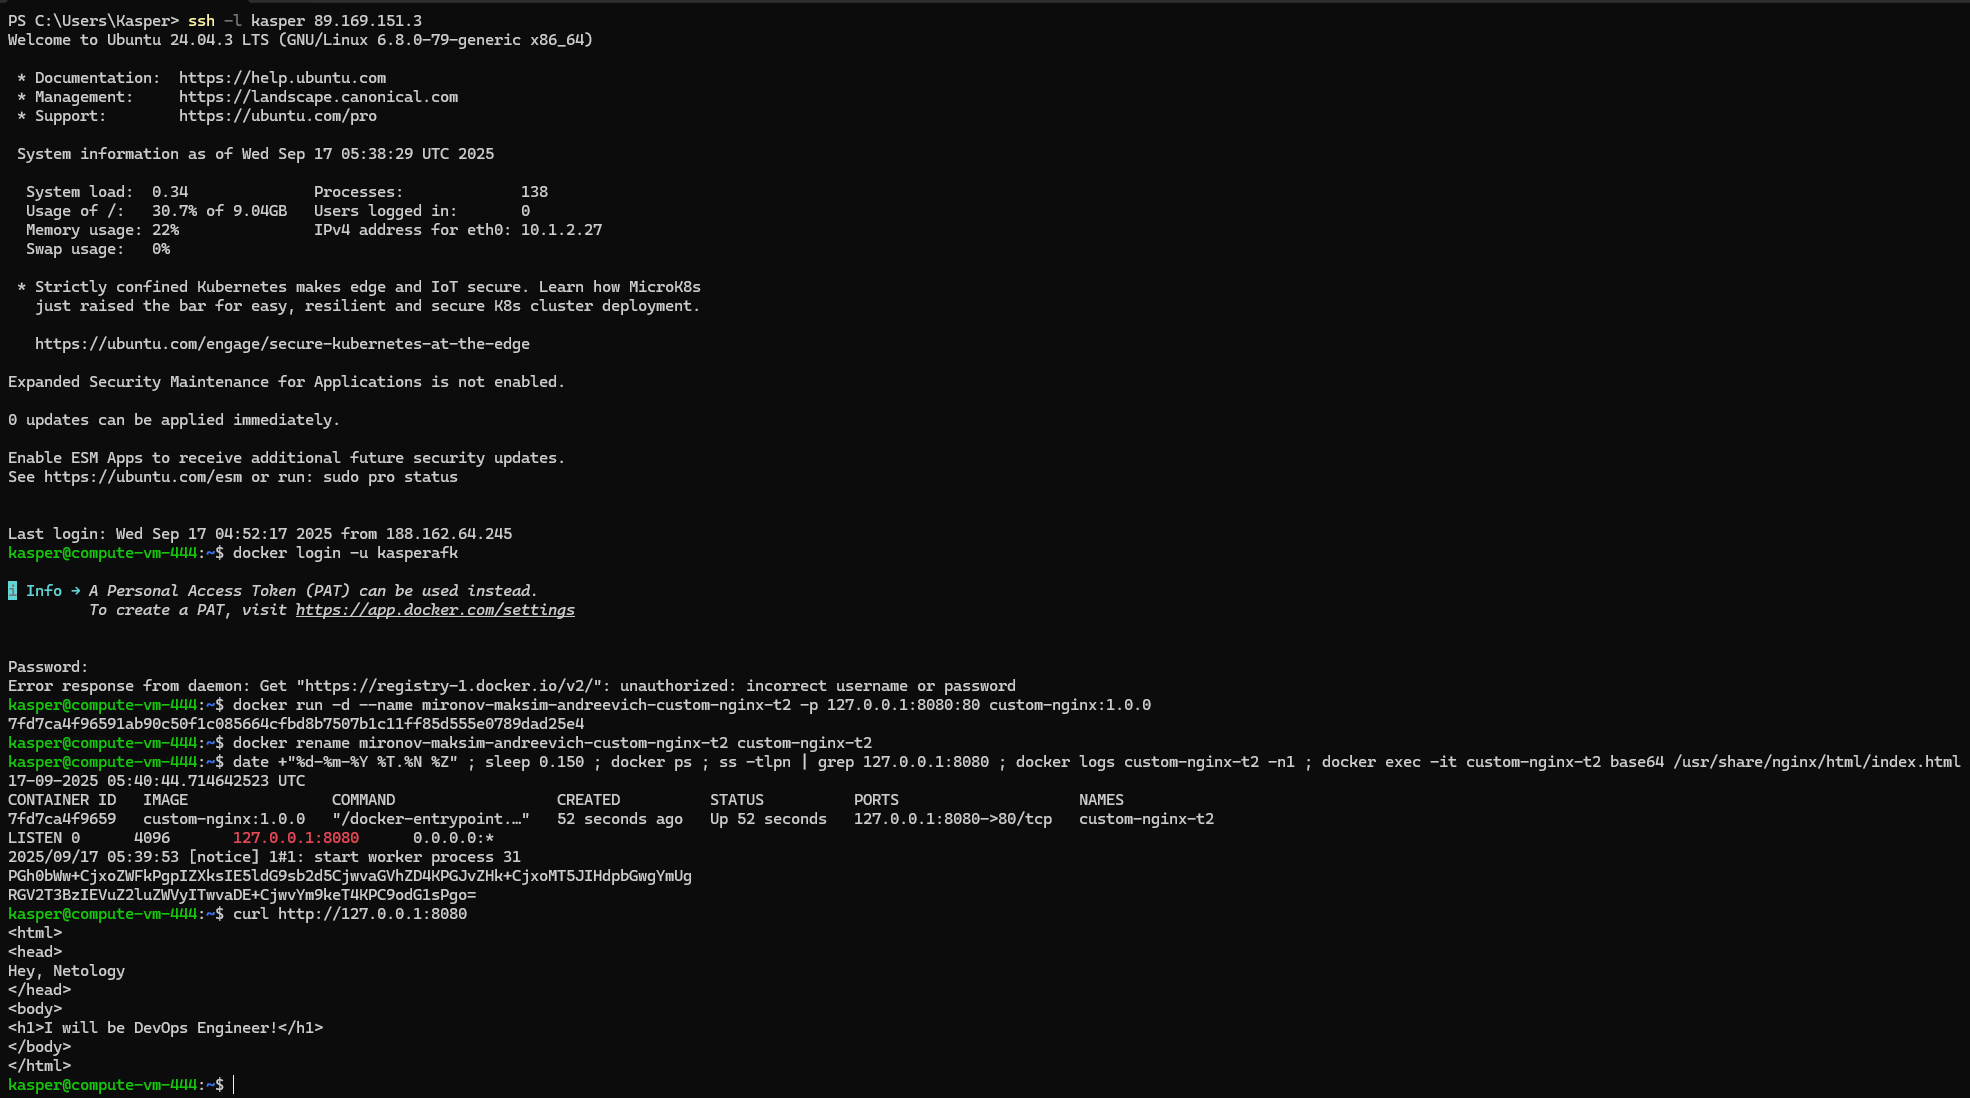 PS C:\Users\Kasper> ssh -l kasper 89.169.151.3
Welcome to Ubuntu 24.04.3 LTS (GNU/Linux 6.8.0-79-generic x86_64)

 * Documentation:  https://help.ubuntu.com
 * Management:     https://landscape.canonical.com
 * Support:        https://ubuntu.com/pro

 System information as of Wed Sep 17 05:38:29 UTC 2025

  System load:  0.34              Processes:             138
  Usage of /:   30.7% of 9.04GB   Users logged in:       0
  Memory usage: 22%               IPv4 address for eth0: 10.1.2.27
  Swap usage:   0%

 * Strictly confined Kubernetes makes edge and IoT secure. Learn how MicroK8s
   just raised the bar for easy, resilient and secure K8s cluster deployment.

   https://ubuntu.com/engage/secure-kubernetes-at-the-edge

Expanded Security Maintenance for Applications is not enabled.

0 updates can be applied immediately.

Enable ESM Apps to receive additional future security updates.
See https://ubuntu.com/esm or run: sudo pro status


Last login: Wed Sep 17 04:52:17 2025 from 188.162.64.245
kasper@compute-vm-444:~$ docker login -u kasperafk

i Info → A Personal Access Token (PAT) can be used instead.
         To create a PAT, visit https://app.docker.com/settings


Password:
Error response from daemon: Get "https://registry-1.docker.io/v2/": unauthorized: incorrect username or password
kasper@compute-vm-444:~$ docker run -d --name mironov-maksim-andreevich-custom-nginx-t2 -p 127.0.0.1:8080:80 custom-nginx:1.0.0
7fd7ca4f96591ab90c50f1c085664cfbd8b7507b1c11ff85d555e0789dad25e4
kasper@compute-vm-444:~$ docker rename mironov-maksim-andreevich-custom-nginx-t2 custom-nginx-t2
kasper@compute-vm-444:~$ date +"%d-%m-%Y %T.%N %Z" ; sleep 0.150 ; docker ps ; ss -tlpn | grep 127.0.0.1:8080 ; docker logs custom-nginx-t2 -n1 ; docker exec -it custom-nginx-t2 base64 /usr/share/nginx/html/index.html
17-09-2025 05:40:44.714642523 UTC
CONTAINER ID   IMAGE                COMMAND                  CREATED          STATUS          PORTS                    NAMES
7fd7ca4f9659   custom-nginx:1.0.0   "/docker-entrypoint.…"   52 seconds ago   Up 52 seconds   127.0.0.1:8080->80/tcp   custom-nginx-t2
LISTEN 0      4096       127.0.0.1:8080      0.0.0.0:*
2025/09/17 05:39:53 [notice] 1#1: start worker process 31
PGh0bWw+CjxoZWFkPgpIZXksIE5ldG9sb2d5CjwvaGVhZD4KPGJvZHk+CjxoMT5JIHdpbGwgYmUg
RGV2T3BzIEVuZ2luZWVyITwvaDE+CjwvYm9keT4KPC9odG1sPgo=
kasper@compute-vm-444:~$ curl http://127.0.0.1:8080
<html>
<head>
Hey, Netology
</head>
<body>
<h1>I will be DevOps Engineer!</h1>
</body>
</html>
kasper@compute-vm-444:~$